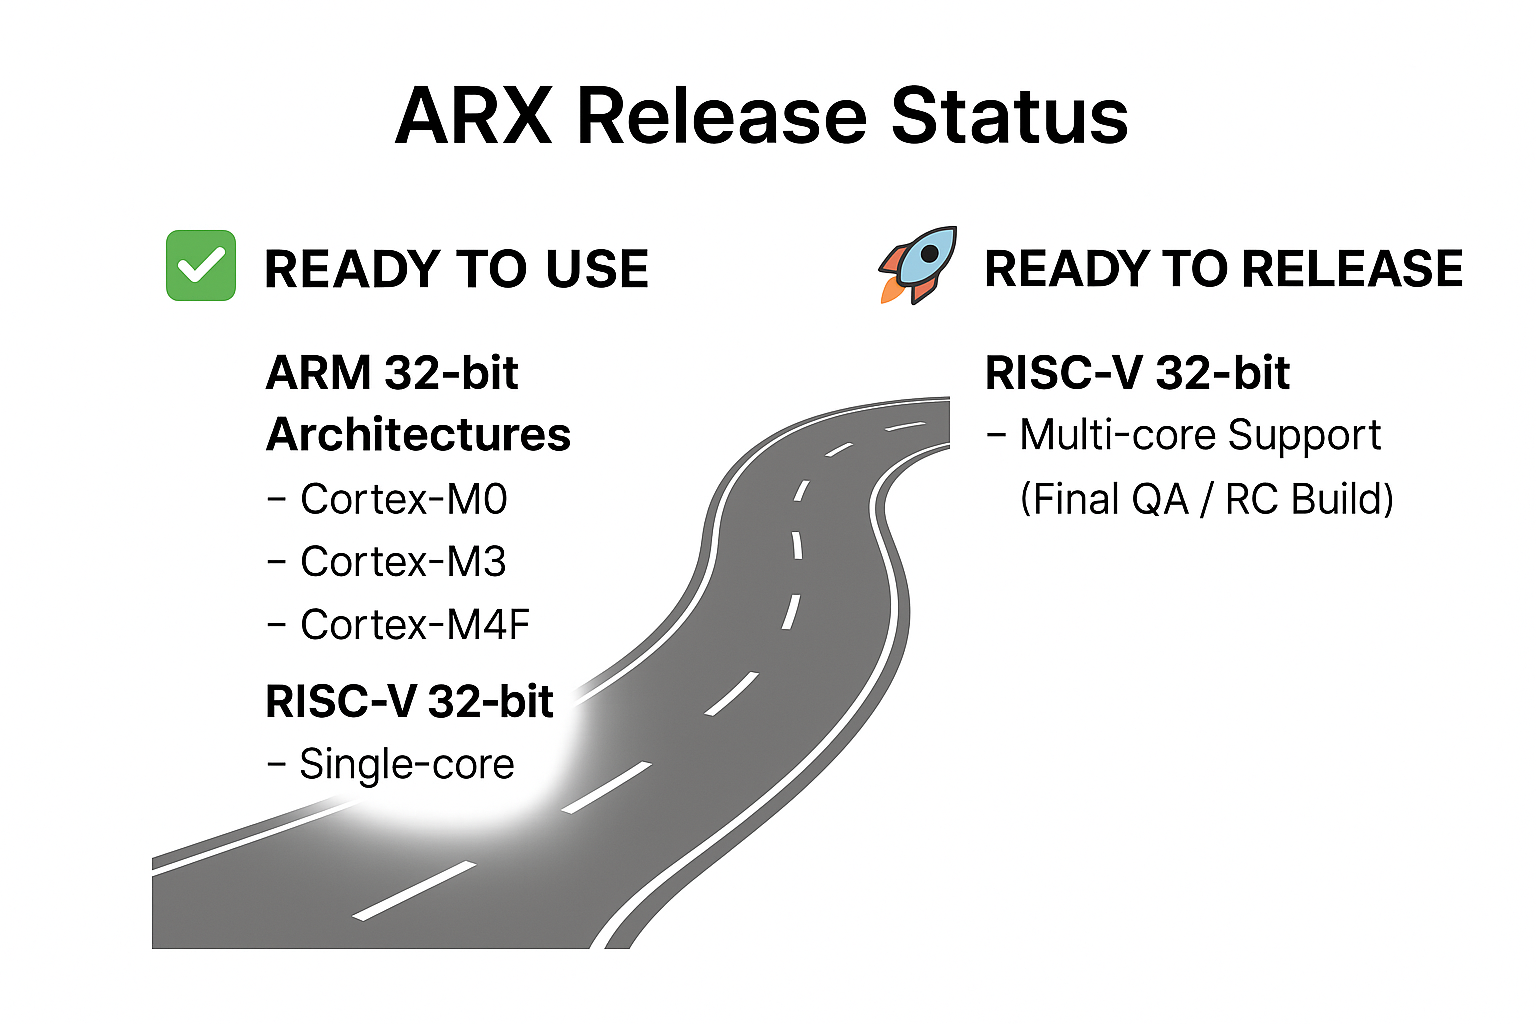 ARX Release Status
READY TO USE
ARM 32-bit
Architectures
– Cortex-M0
– Cortex-M3
– Cortex-M4F
RISC-V 32-bit
– Single-core
READY TO RELEASE
RISC-V 32-bit
– Multi-core Support
(Final QA / RC Build)